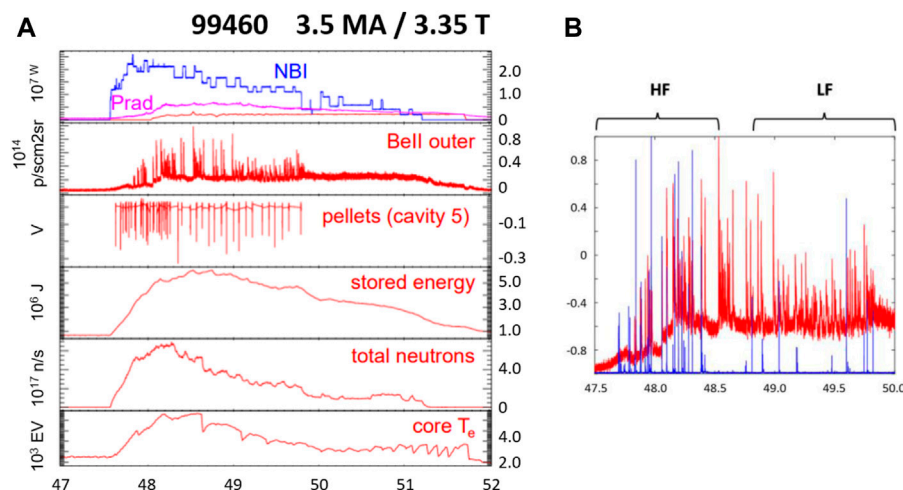 99460 3.5 MA / 3.35 T
A
B
10⁷ W
NBI
Prad
2.0
1.0
0
10¹⁴
p/scm2sr
BeII outer
0.8
0.4
0
V
pellets (cavity 5)
-0.1
-0.3
10⁶ J
stored energy
5.0
3.0
1.0
10¹⁷ n/s
total neutrons
4.0
0
10³ EV
core Tₑ
4.0
2.0
47 48 49 50 51 52
HF LF
0.8
0.4
0
-0.4
-0.8
47.5 48.0 48.5 49.0 49.5 50.0